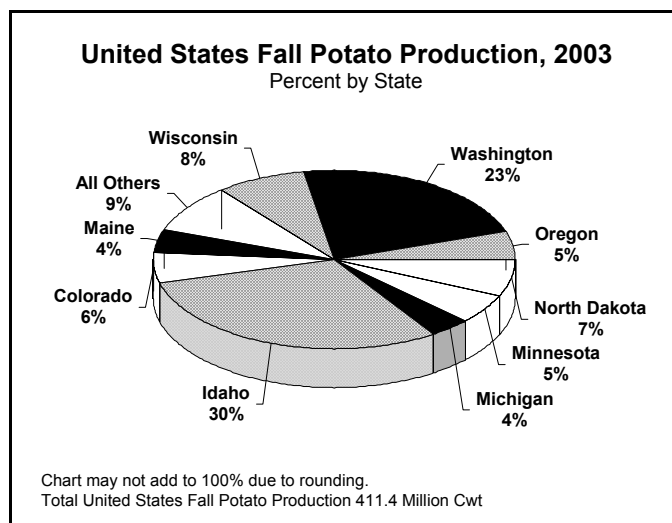 United States Fall Potato Production, 2003
Percent by State
Wisconsin
8%
Washington
23%
All Others
9%
Maine
4%
Oregon
5%
Colorado
6%
North Dakota
7%
Minnesota
5%
Idaho
30%
Michigan
4%
Chart may not add to 100% due to rounding.
Total United States Fall Potato Production 411.4 Million Cwt